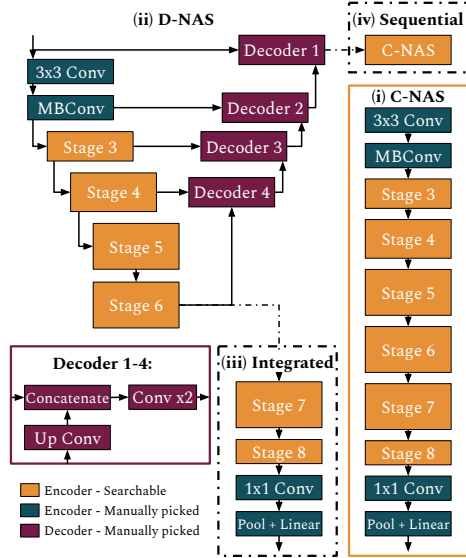 (ii) D-NAS
Decoder 1
3x3 Conv
MBConv
Decoder 2
Stage 3
Decoder 3
Stage 4
Decoder 4
Stage 5
Stage 6
Decoder 1-4:
Concatenate
Conv x2
Up Conv
Encoder - Searchable
Encoder - Manually picked
Decoder - Manually picked
(iii) Integrated
Stage 7
Stage 8
1x1 Conv
Pool + Linear
(iv) Sequential
C-NAS
(i) C-NAS
3x3 Conv
MBConv
Stage 3
Stage 4
Stage 5
Stage 6
Stage 7
Stage 8
1x1 Conv
Pool + Linear